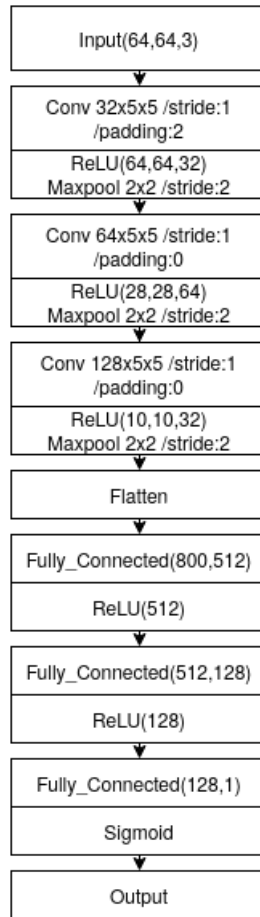 Input(64,64,3)
Conv 32x5x5 /stride:1
/padding:2
ReLU(64,64,32)
Maxpool 2x2 /stride:2
Conv 64x5x5 /stride:1
/padding:0
ReLU(28,28,64)
Maxpool 2x2 /stride:2
Conv 128x5x5 /stride:1
/padding:0
ReLU(10,10,32)
Maxpool 2x2 /stride:2
Flatten
Fully_Connected(800,512)
ReLU(512)
Fully_Connected(512,128)
ReLU(128)
Fully_Connected(128,1)
Sigmoid
Output